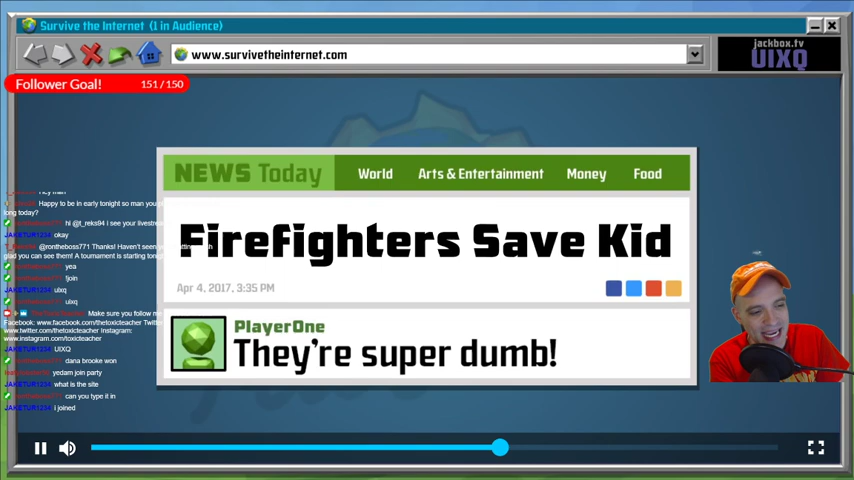 Survive the Internet (1 in Audience)
www.survivetheinternet.com
jackbox.tv
UIXQ
Follower Goal! 151 / 150
NEWS Today World Arts & Entertainment Money Food
Firefighters Save Kid
Apr 4, 2017, 3:35 PM
PlayerOne
They're super dumb!
Happy to be in early tonight so man you
long today?
hi @t_reks94 i see your livestre
JAKETUR1234: okay
@rontheboss771 Thanks! Haven't seen
glad you can see them! A tournament is starting
yea
!join
JAKETUR1234: uixq
uixq
Make sure you follow me
Facebook: www.facebook.com/thetoxicteacher Twitter
www.twitter.com/thetoxicteacher Instagram:
www.instagram.com/toxicteacher
JAKETUR1234: UIXQ
dana brooke won
yedam join party
JAKETUR1234: what is the site
can you type it in
JAKETUR1234: I joined